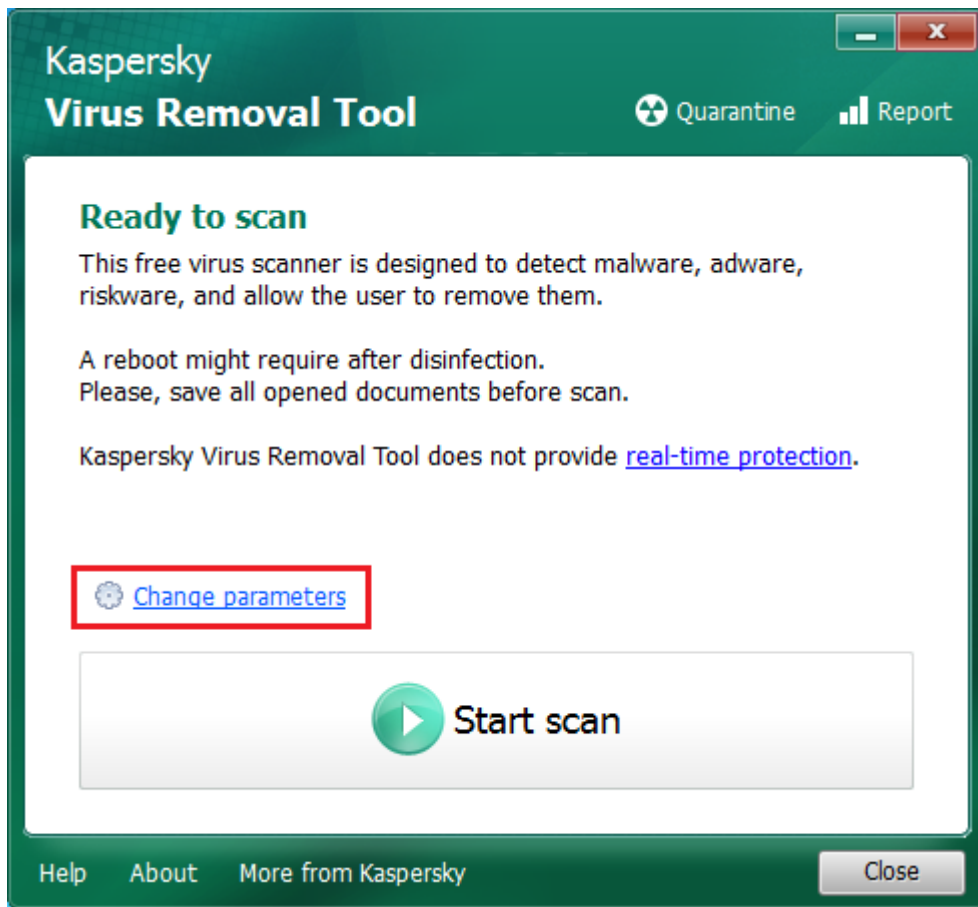 Kaspersky
Virus Removal Tool
Quarantine
Report
Ready to scan
This free virus scanner is designed to detect malware, adware,
riskware, and allow the user to remove them.
A reboot might require after disinfection.
Please, save all opened documents before scan.
Kaspersky Virus Removal Tool does not provide real-time protection.
Change parameters
Start scan
Help About More from Kaspersky Close